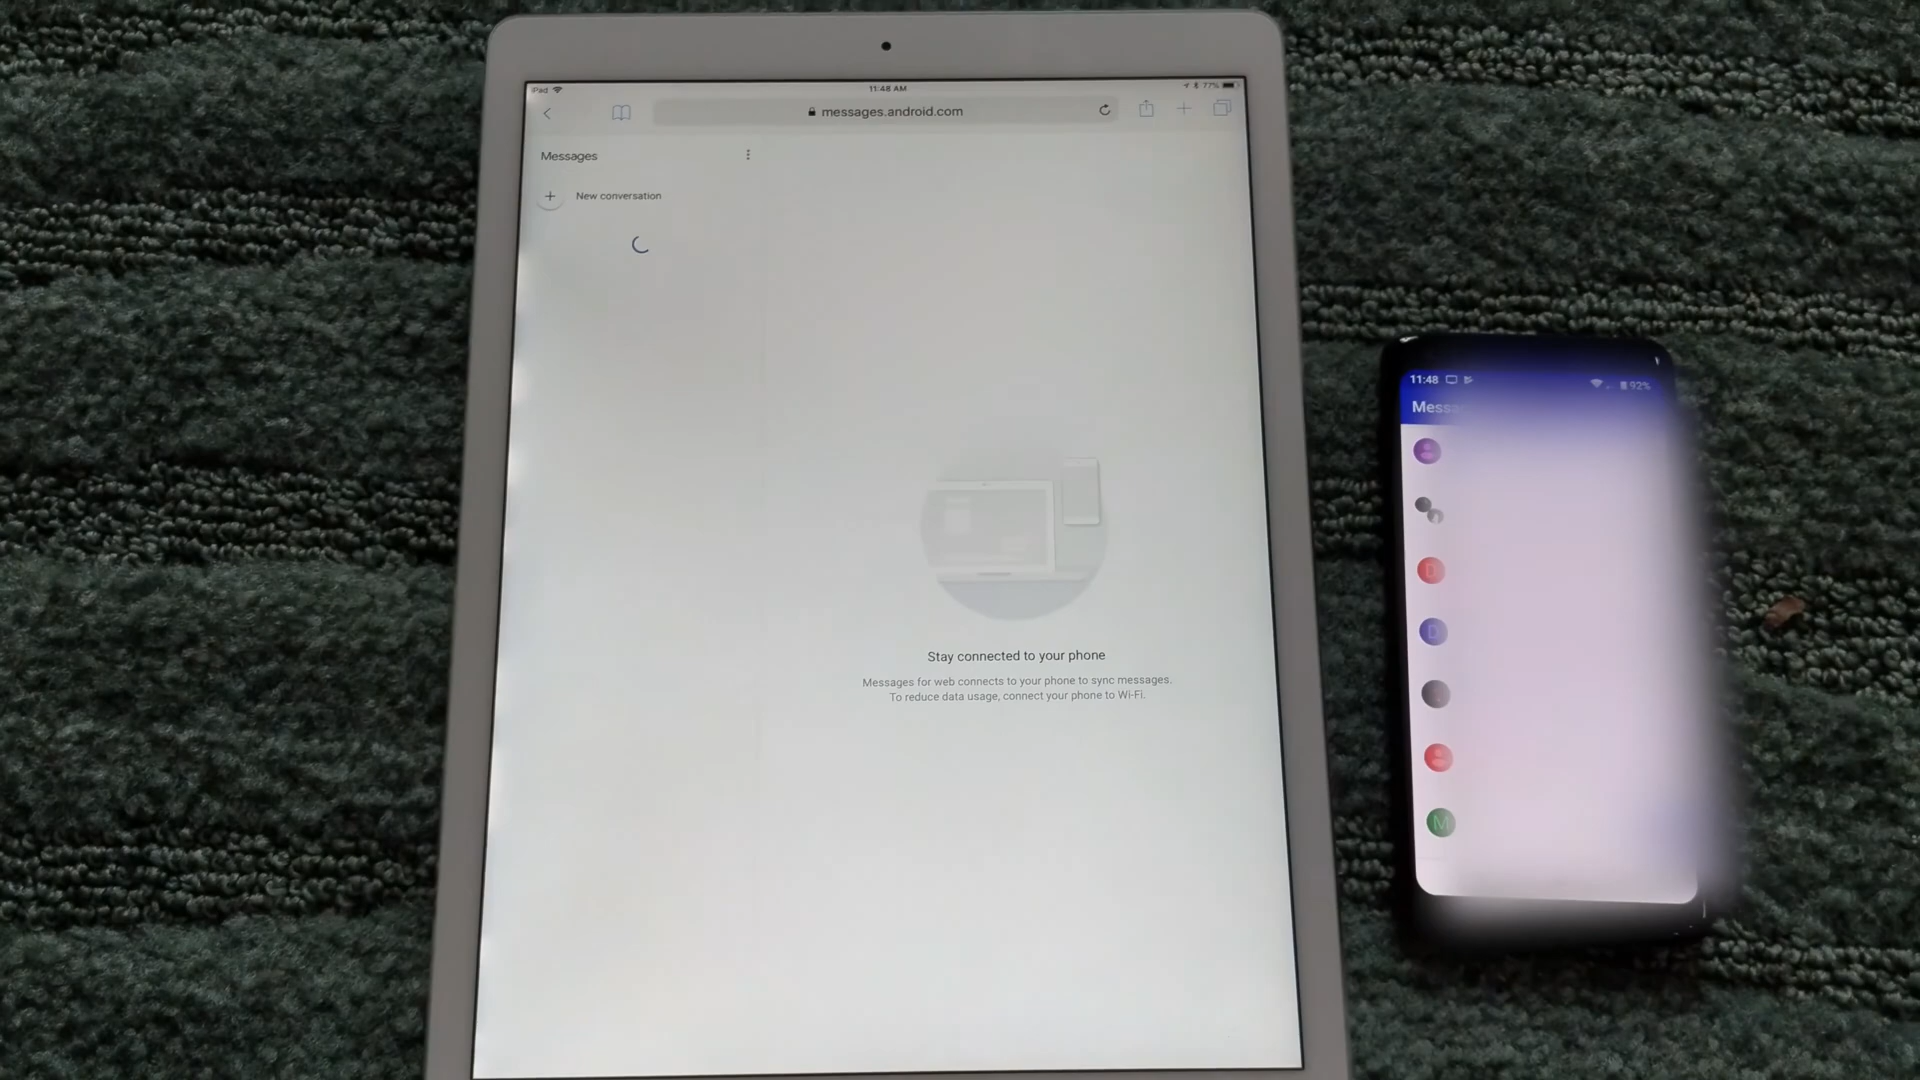 iPad 11:48 AM 77%
messages.android.com
Messages
New conversation
Stay connected to your phone
Messages for web connects to your phone to sync messages.
To reduce data usage, connect your phone to Wi-Fi.
11:48 92%
D
D
M